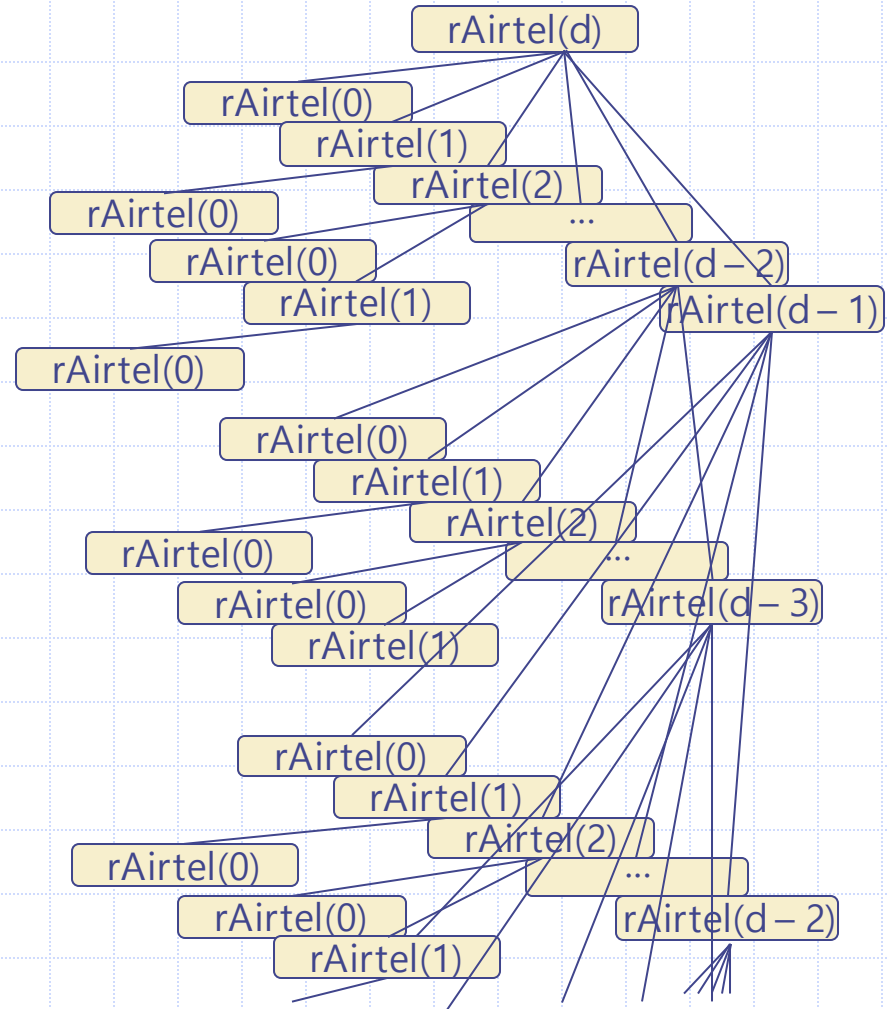 rAirtel(d)
rAirtel(0)
rAirtel(1)
rAirtel(2)
rAirtel(0)
...
rAirtel(0)
rAirtel(d – 2)
rAirtel(1)
rAirtel(d – 1)
rAirtel(0)
rAirtel(0)
rAirtel(1)
rAirtel(2)
rAirtel(0)
...
rAirtel(0)
rAirtel(d – 3)
rAirtel(1)
rAirtel(0)
rAirtel(1)
rAirtel(2)
rAirtel(0)
...
rAirtel(0)
rAirtel(d – 2)
rAirtel(1)